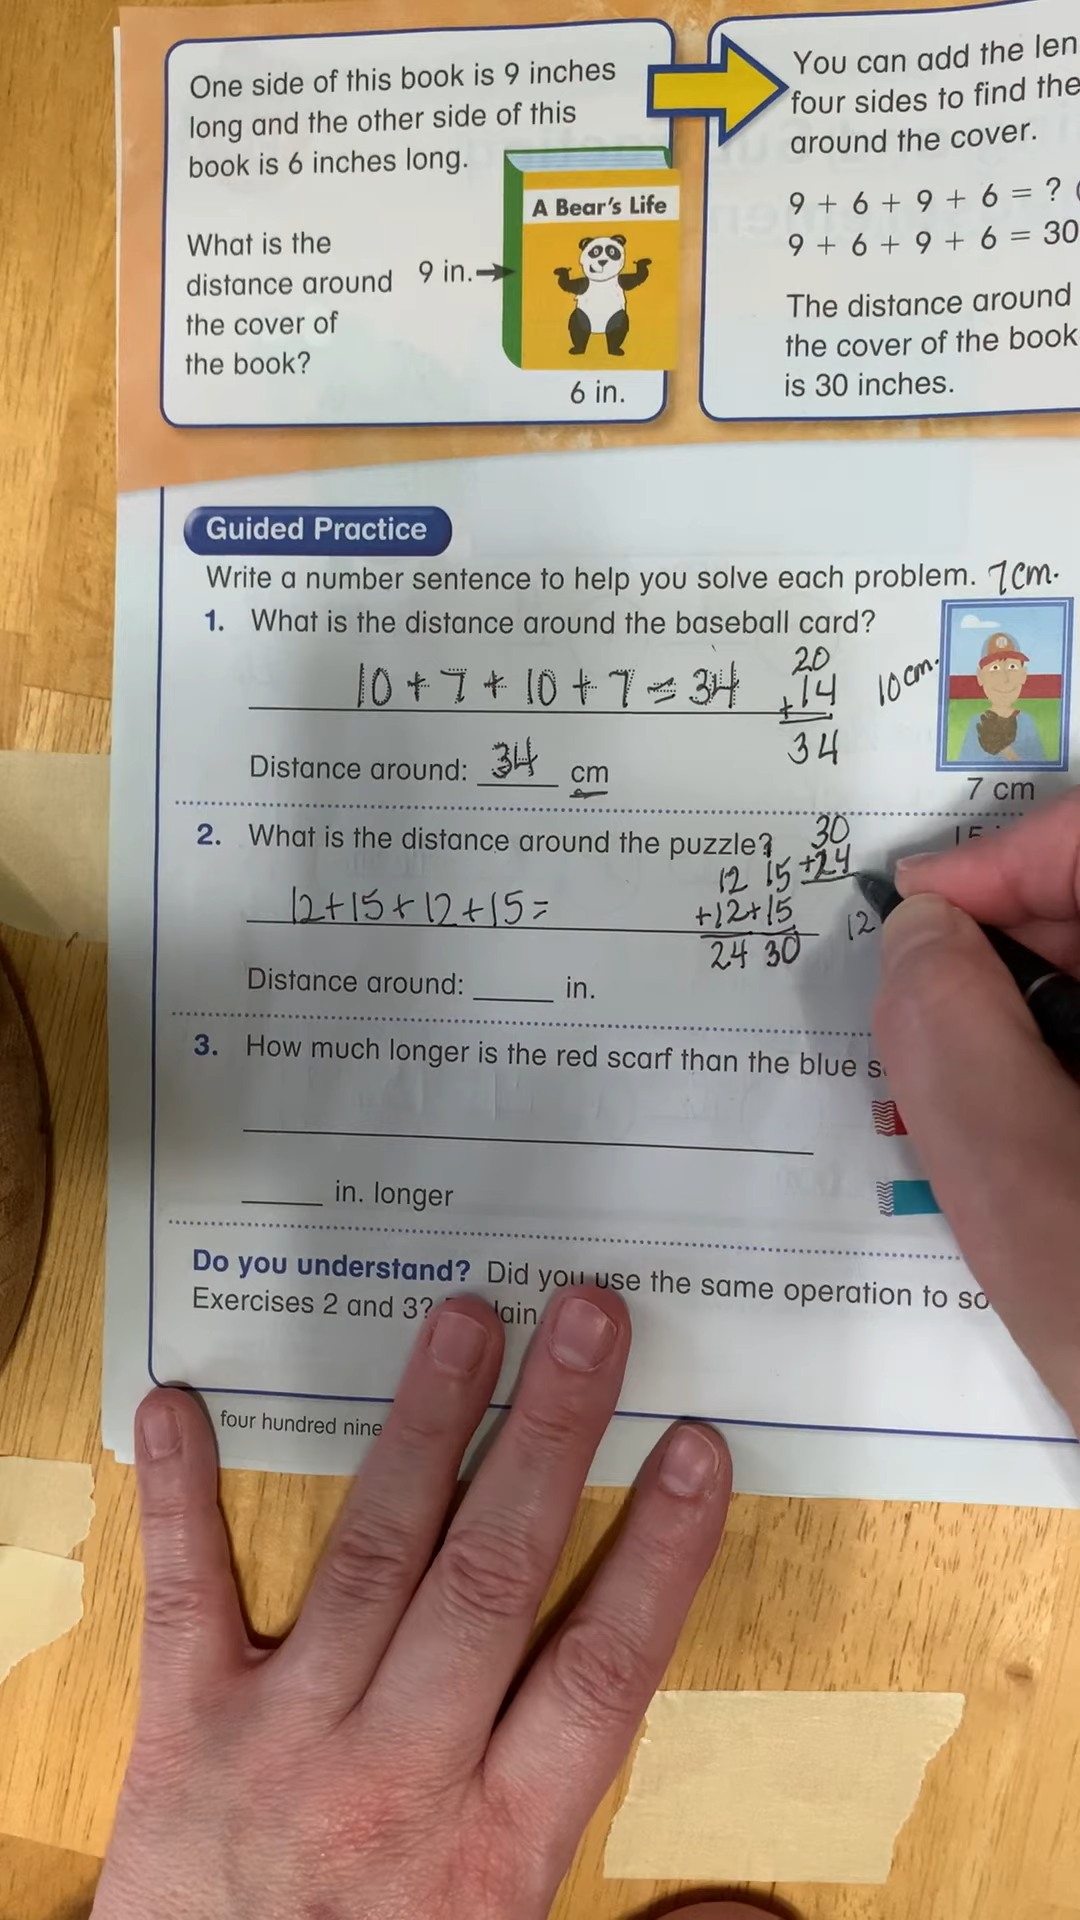 One side of this book is 9 inches
long and the other side of this
book is 6 inches long.
What is the
distance around
the cover of
the book?
9 in.
A Bear's Life
6 in.
You can add the
four sides to find the
around the cover.
9 + 6 + 9 + 6 = ?
9 + 6 + 9 + 6 = 30
The distance around
the cover of the book
is 30 inches.
Guided Practice
Write a number sentence to help you solve each problem.
7cm.
1. What is the distance around the baseball card?
10 + 7 + 10 + 7 = 34
20
+14
34
10 cm.
Distance around: 34 cm
7 cm
2. What is the distance around the puzzle?
12+15+12+15=
12 15
+12+15
24 30
30
+24
15
12
Distance around: ____ in.
3. How much longer is the red scarf than the blue
____ in. longer
Do you understand? Did you use the same operation to
Exercises 2 and 3?
four hundred nine